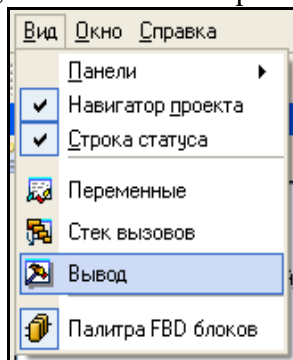 Вид Окно Справка
Панели
Навигатор проекта
Строка статуса
Переменные
Стек вызовов
Вывод
Палитра FBD блоков